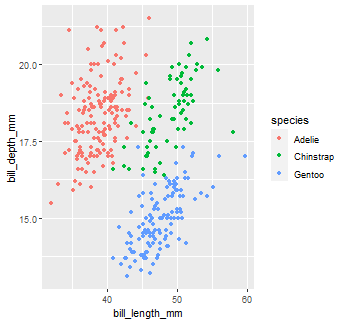 20.0
17.5
15.0
bill_depth_mm
40
50
60
bill_length_mm
species
Adelie
Chinstrap
Gentoo